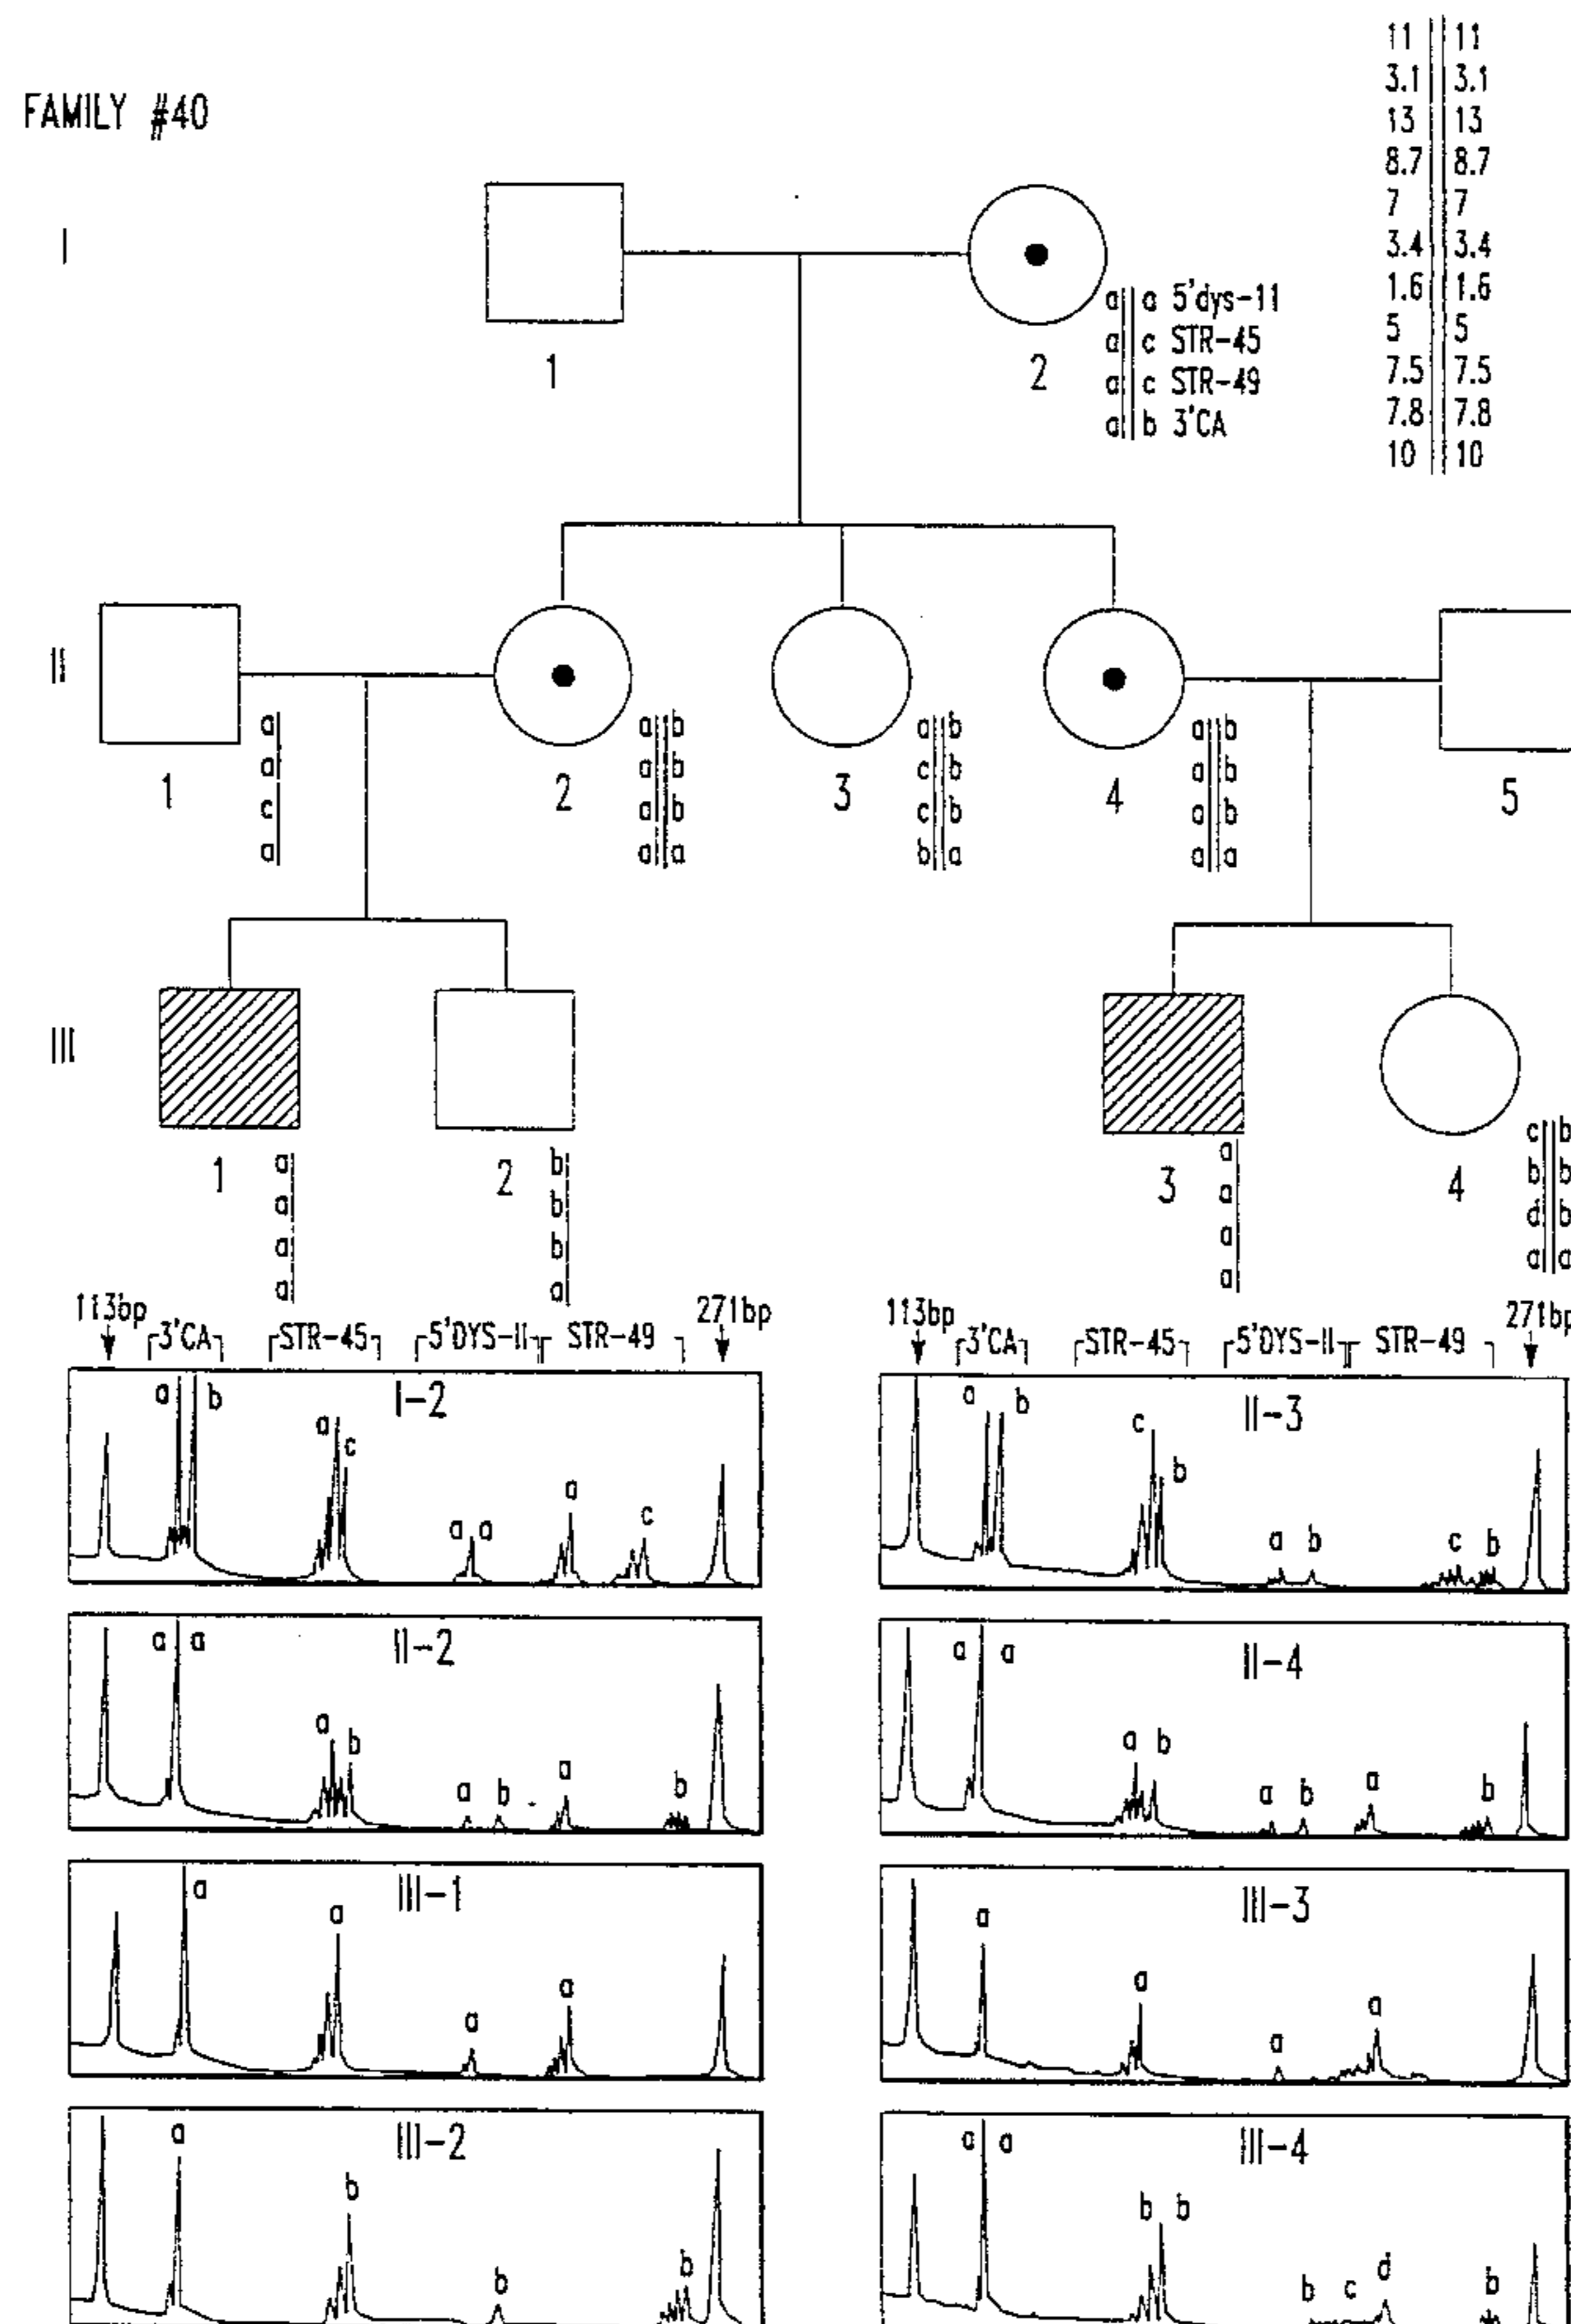 11 || 11
3.1 || 3.1
FAMILY #40
13 || 13
8.7 || 8.7
7 || 7
I
3.4 || 3.4
1.6 || 1.6
5 || 5
7.5 || 7.5
7.8 || 7.8
10 || 10
a || a 5'dys-11
a || c STR-45
a || c STR-49
a || b 3'CA
1 2
II
a| a||b a||b a||b
a| a||b c||b a||b
c| a||b c||b a||b
a| a||a b||a a||a
1 2 3 4 5
III
1 2 3 4
a| b| a| c||b
a| b| a| b||b
a| b| a| d||b
a| a| a| a||a
113bp 3'CA STR-45 5'DYS-II STR-49 271bp
113bp 3'CA STR-45 5'DYS-II STR-49 271bp
I-2
a b a c a a a c
II-3
a b c b a b c b
II-2
a a a b a b a b
II-4
a a a b a b a b
III-1
a a a a
III-3
a a a a
III-2
a b b b
III-4
a a b b b c d b